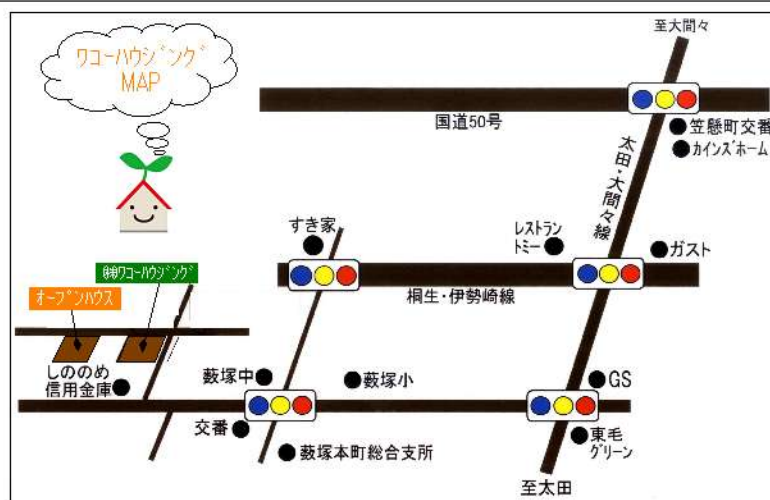 ワコーハウジング
MAP
至大間々
国道50号
笠懸町交番
カインズホーム
太田・大間々線
すき家
レストラン
トミー
ガスト
桐生・伊勢崎線
㈱ワコーハウジング
オープンハウス
しののめ
信用金庫
藪塚中
藪塚小
GS
交番
藪塚本町総合支所
東毛
グリーン
至太田